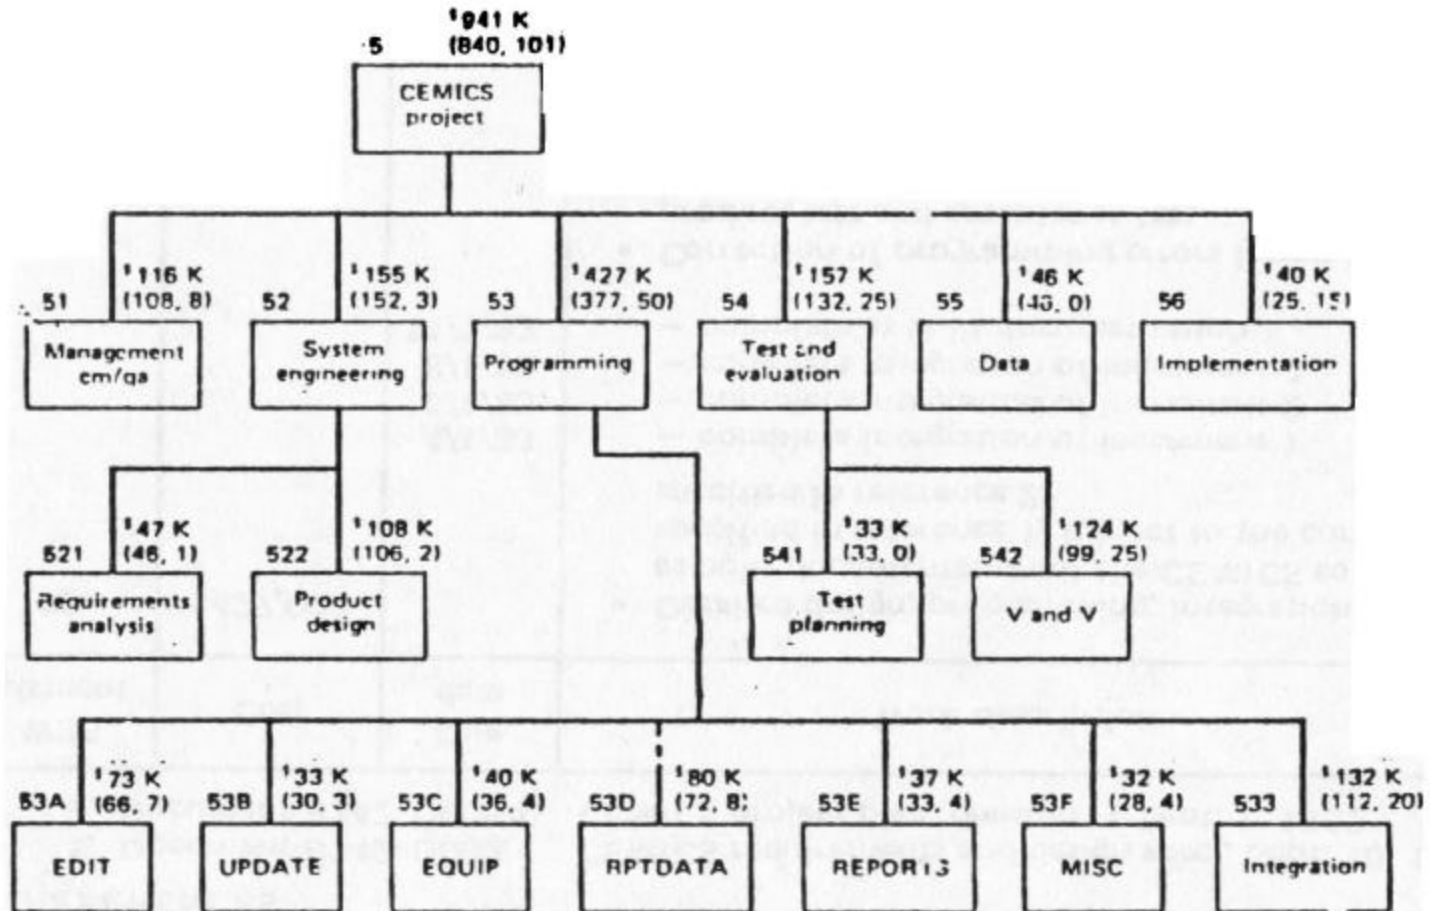 $941 K
5 (840, 101)
CEMICS
project
$116 K
51 (108, 8)
Management
cm/qa
$155 K
52 (152, 3)
System
engineering
$427 K
53 (377, 50)
Programming
$157 K
54 (132, 25)
Test and
evaluation
$46 K
55 (46, 0)
Data
$40 K
56 (25, 15)
Implementation
$47 K
521 (46, 1)
Requirements
analysis
$108 K
522 (106, 2)
Product
design
$33 K
541 (33, 0)
Test
planning
$124 K
542 (99, 25)
V and V
$73 K
53A (66, 7)
EDIT
$33 K
53B (30, 3)
UPDATE
$40 K
53C (36, 4)
EQUIP
$80 K
53D (72, 8)
RPTDATA
$37 K
53E (33, 4)
REPORTS
$32 K
53F (28, 4)
MISC
$132 K
533 (112, 20)
Integration